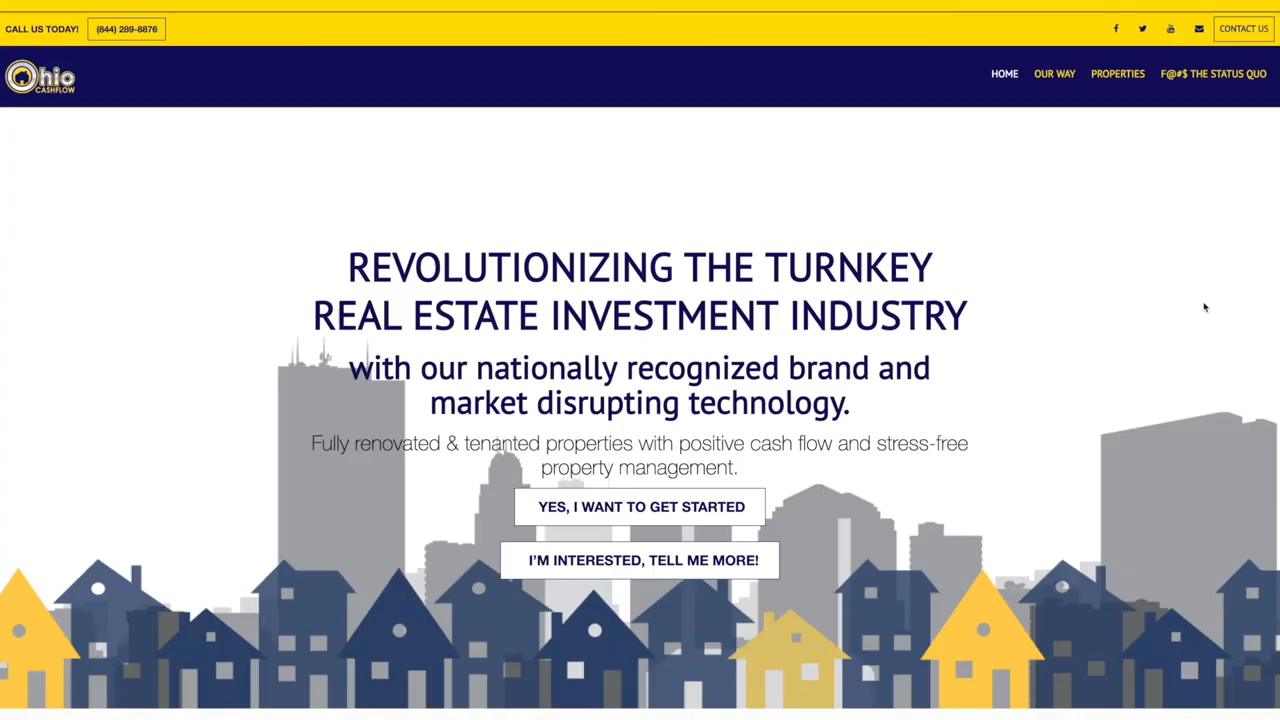 CALL US TODAY! (844) 289-8876 CONTACT US
Ohio
CASHFLOW
HOME OUR WAY PROPERTIES F@#$ THE STATUS QUO
REVOLUTIONIZING THE TURNKEY
REAL ESTATE INVESTMENT INDUSTRY
with our nationally recognized brand and
market disrupting technology.
Fully renovated & tenanted properties with positive cash flow and stress-free
property management.
YES, I WANT TO GET STARTED
I'M INTERESTED, TELL ME MORE!